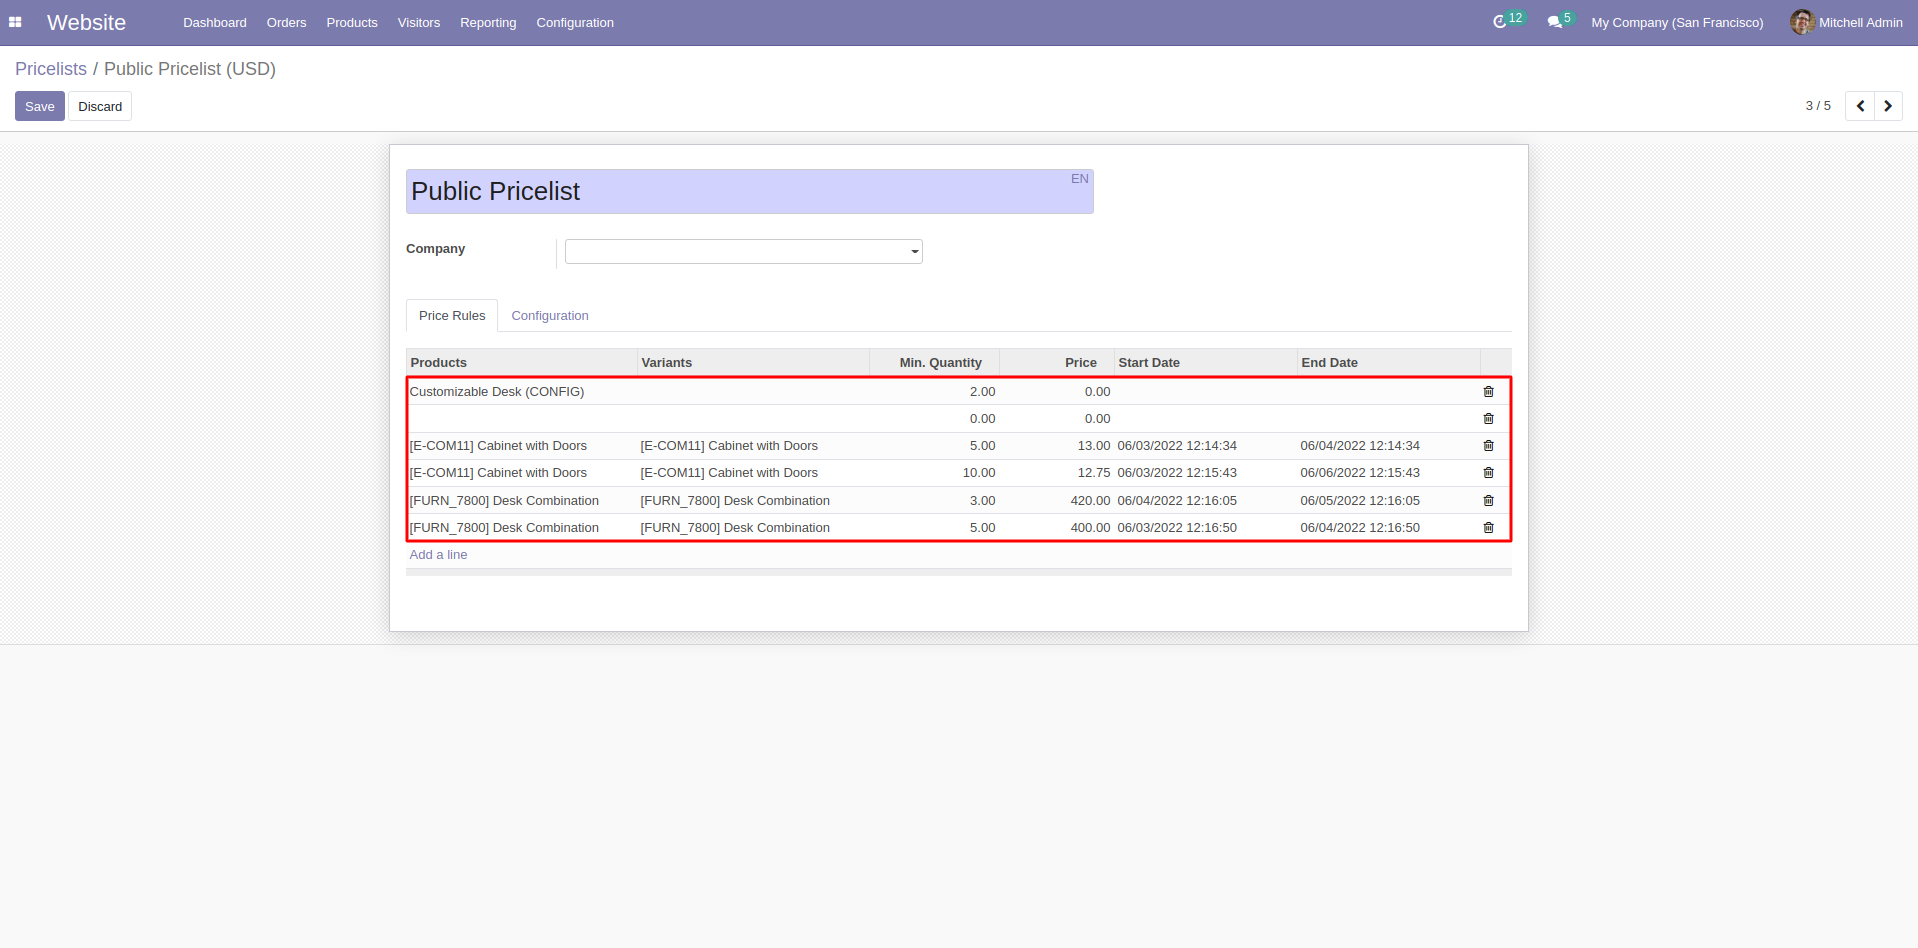 Website Dashboard Orders Products Visitors Reporting Configuration 12 5 My Company (San Francisco) Mitchell Admin
Pricelists / Public Pricelist (USD)
Save Discard 3 / 5
Public Pricelist EN
Company
Price Rules Configuration
Products Variants Min. Quantity Price Start Date End Date
Customizable Desk (CONFIG) 2.00 0.00
0.00 0.00
[E-COM11] Cabinet with Doors [E-COM11] Cabinet with Doors 5.00 13.00 06/03/2022 12:14:34 06/04/2022 12:14:34
[E-COM11] Cabinet with Doors [E-COM11] Cabinet with Doors 10.00 12.75 06/03/2022 12:15:43 06/06/2022 12:15:43
[FURN_7800] Desk Combination [FURN_7800] Desk Combination 3.00 420.00 06/04/2022 12:16:05 06/05/2022 12:16:05
[FURN_7800] Desk Combination [FURN_7800] Desk Combination 5.00 400.00 06/03/2022 12:16:50 06/04/2022 12:16:50
Add a line